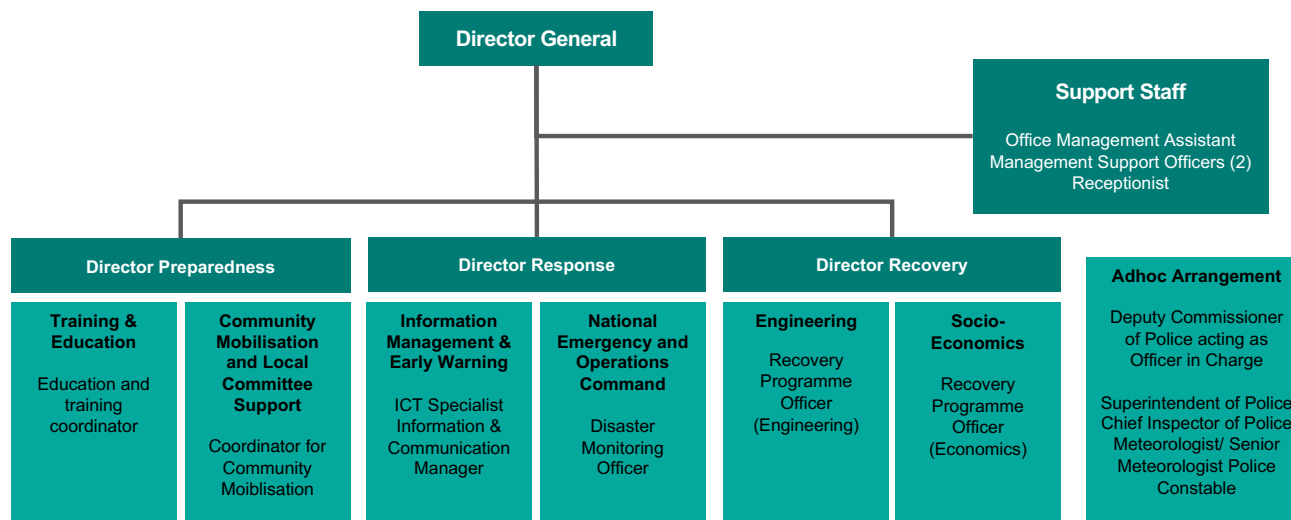 Director General
Support Staff
Office Management Assistant
Management Support Officers (2)
Receptionist
Director Preparedness
Director Response
Director Recovery
Training &
Education
Education and
training
coordinator
Community
Mobilisation
and Local
Committee
Support
Coordinator for
Community
Moiblisation
Information
Management &
Early Warning
ICT Specialist
Information &
Communication
Manager
National
Emergency and
Operations
Command
Disaster
Monitoring
Officer
Engineering
Recovery
Programme
Officer
(Engineering)
Socio-
Economics
Recovery
Programme
Officer
(Economics)
Adhoc Arrangement
Deputy Commissioner
of Police acting as
Officer in Charge
Superintendent of Police
Chief Inspector of Police
Meteorologist/ Senior
Meteorologist Police
Constable